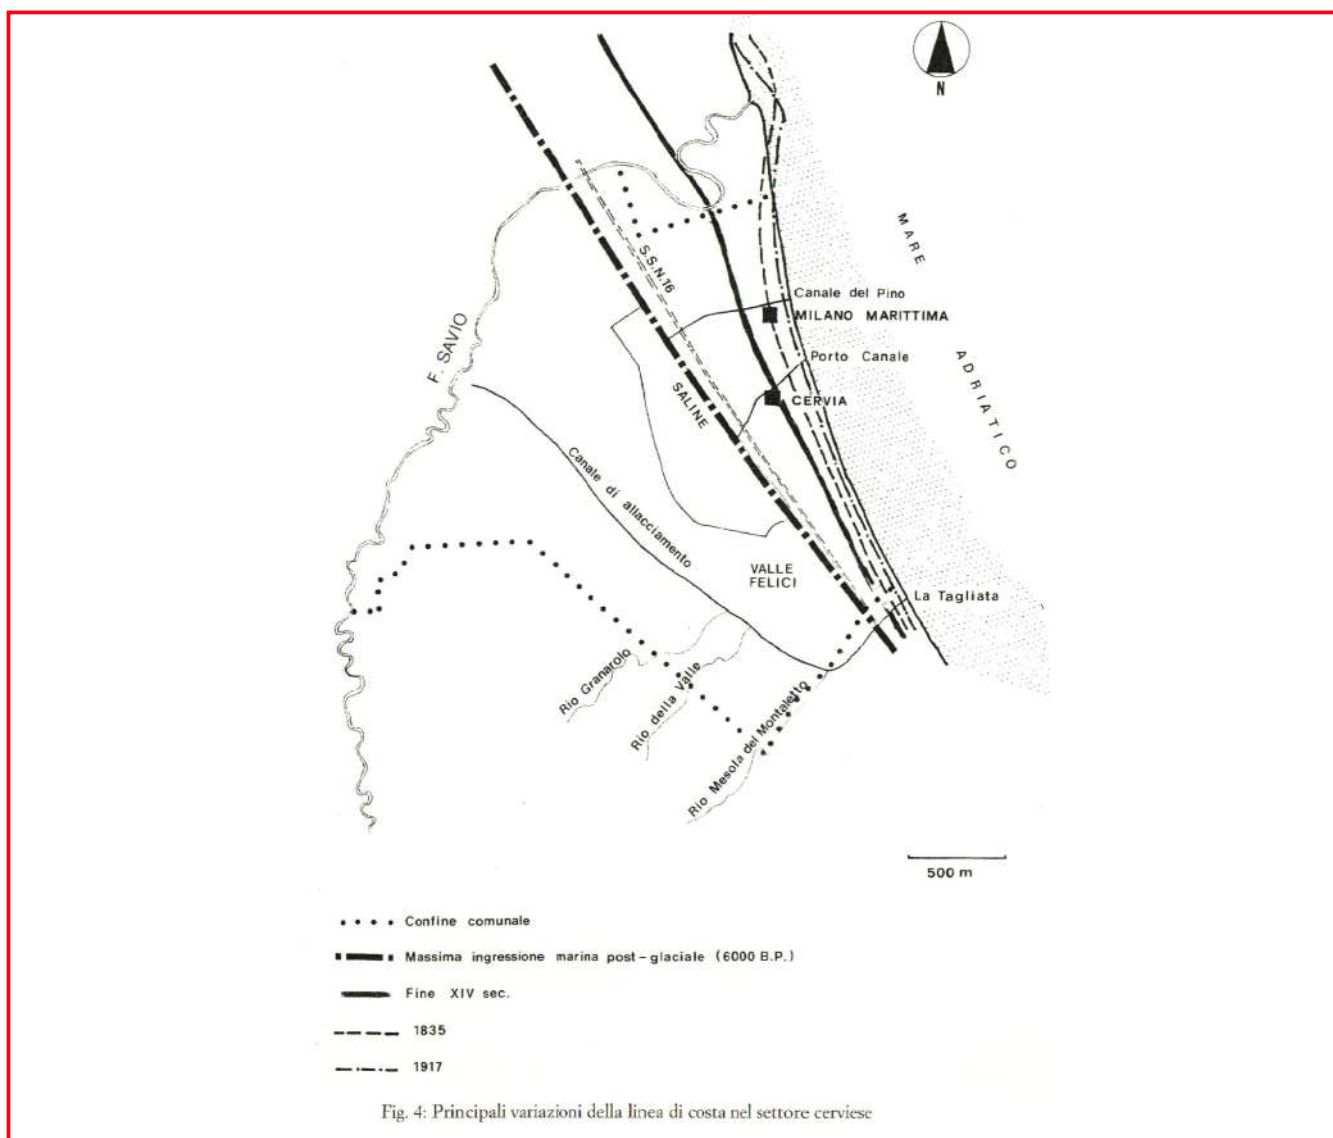 N
MARE
ADRIATICO
S.S.N.16
Canale del Pino
MILANO MARITTIMA
F. SAVIO
Porto Canale
SALINE
CERVIA
Canale di allacciamento
VALLE
FELICI
La Tagliata
Rio Granarolo
Rio della Valle
Rio Mesola del Montaletto
500 m
Confine comunale
Massima ingressione marina post-glaciale (6000 B.P.)
Fine XIV sec.
1835
1917
Fig. 4: Principali variazioni della linea di costa nel settore cerviese